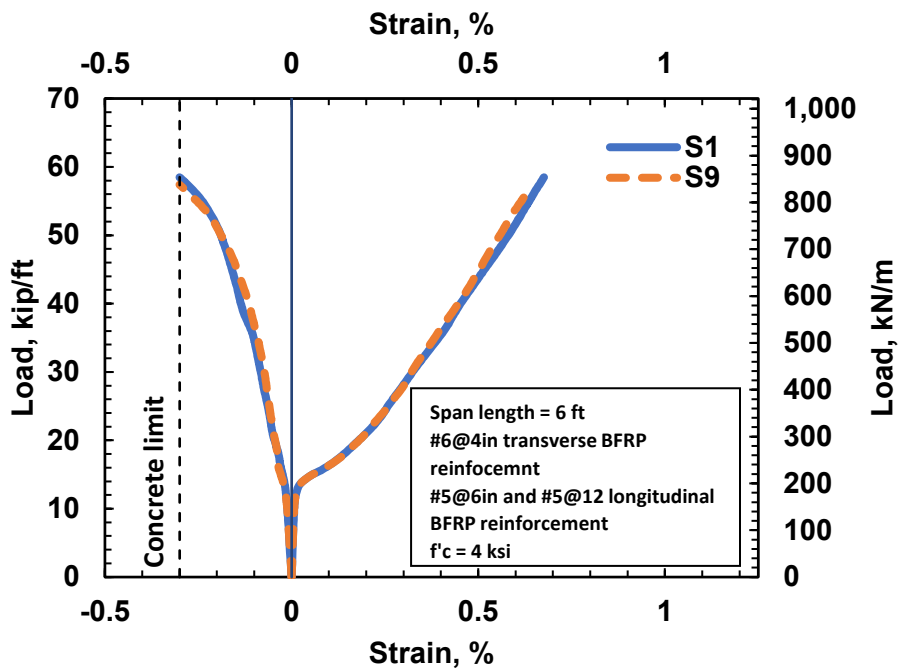 Strain, %
-0.5 0 0.5 1
70
60
50
40
30
20
10
0
Load, kip/ft
1,000
900
800
700
600
500
400
300
200
100
0
Load, kN/m
S1
S9
Concrete limit
Span length = 6 ft
#6@4in transverse BFRP
reinfocemnt
#5@6in and #5@12 longitudinal
BFRP reinforcement
f'c = 4 ksi
-0.5 0 0.5 1
Strain, %